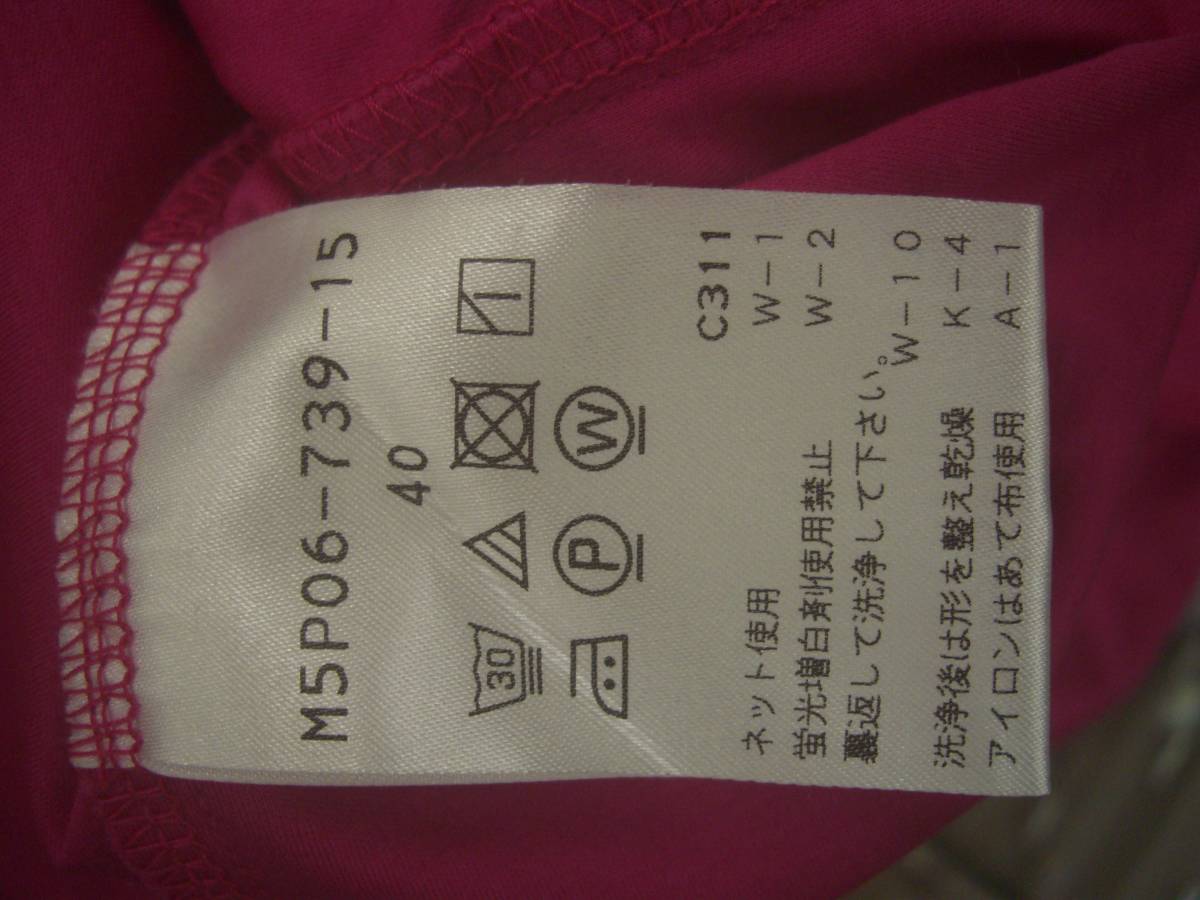 M5P06-739-15
40
30
P W
C311
ネット使用 W-1
蛍光増白剤使用禁止 W-2
裏返して洗浄して下さい。
W-10
洗浄後は形を整え乾燥 K-4
アイロンはあて布使用 A-1